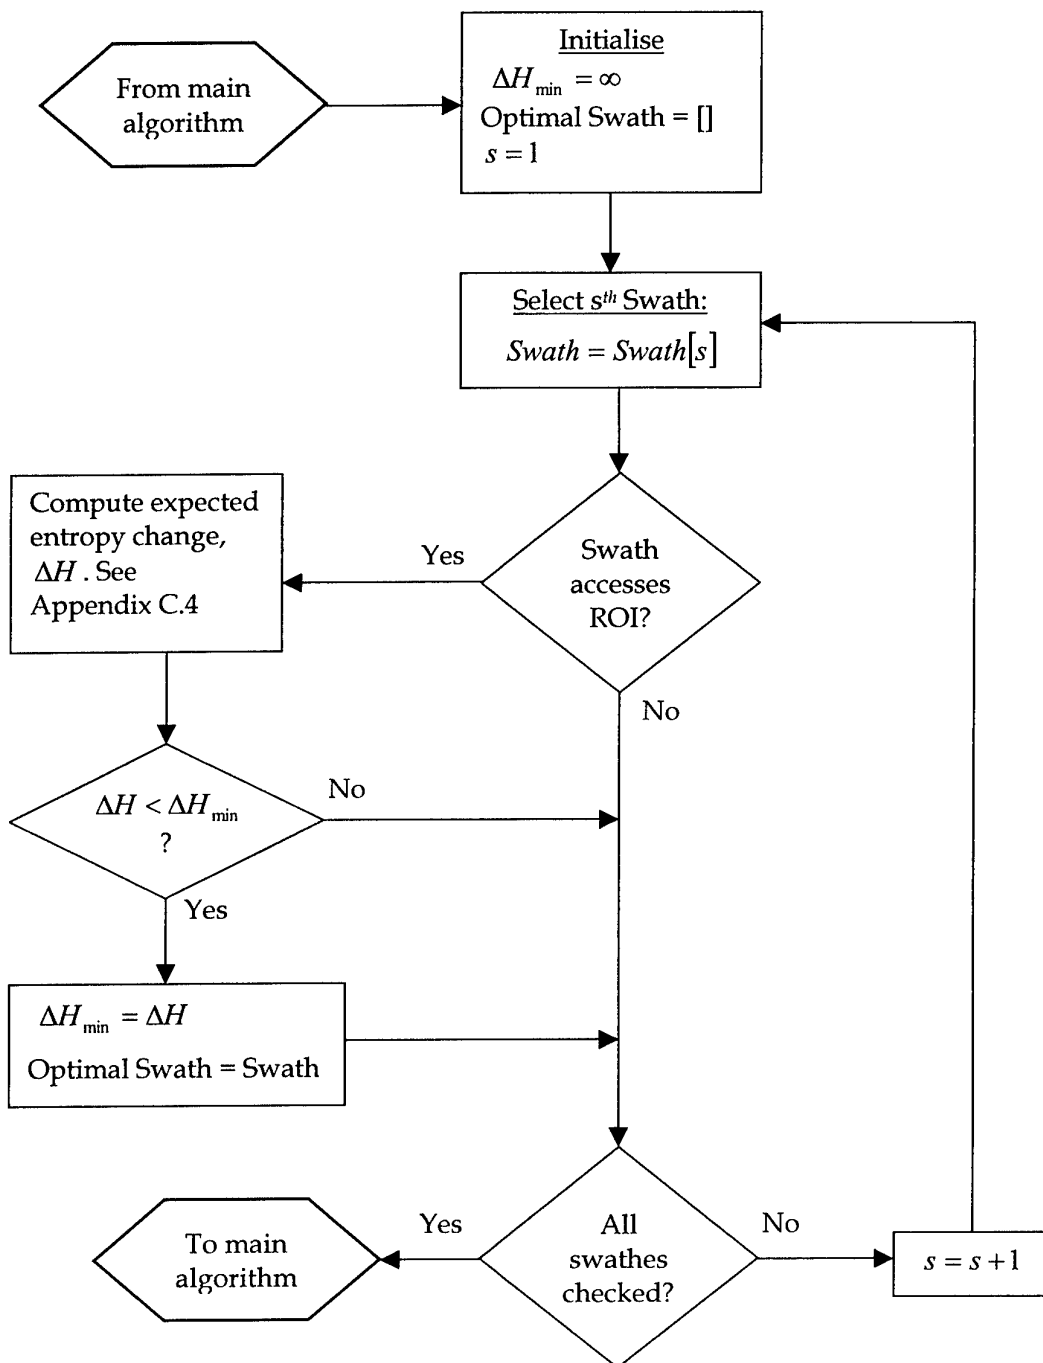 From main
algorithm
Initialise
ΔH_min = ∞
Optimal Swath = []
s = 1
Select s^th Swath:
Swath = Swath[s]
Compute expected
entropy change,
ΔH . See
Appendix C.4
Yes
Swath
accesses
ROI?
No
ΔH < ΔH_min
?
No
Yes
ΔH_min = ΔH
Optimal Swath = Swath
To main
algorithm
Yes
All
swathes
checked?
No
s = s +1